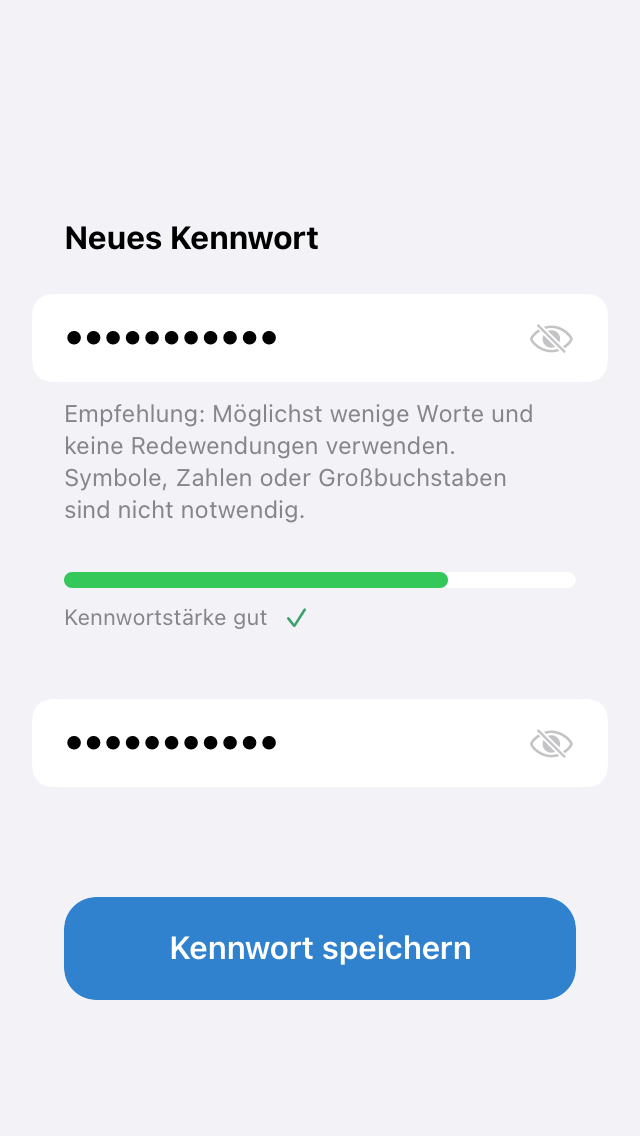 Neues Kennwort
●●●●●●●●●●●
Empfehlung: Möglichst wenige Worte und
keine Redewendungen verwenden.
Symbole, Zahlen oder Großbuchstaben
sind nicht notwendig.
Kennwortstärke gut ✓
●●●●●●●●●●●
Kennwort speichern